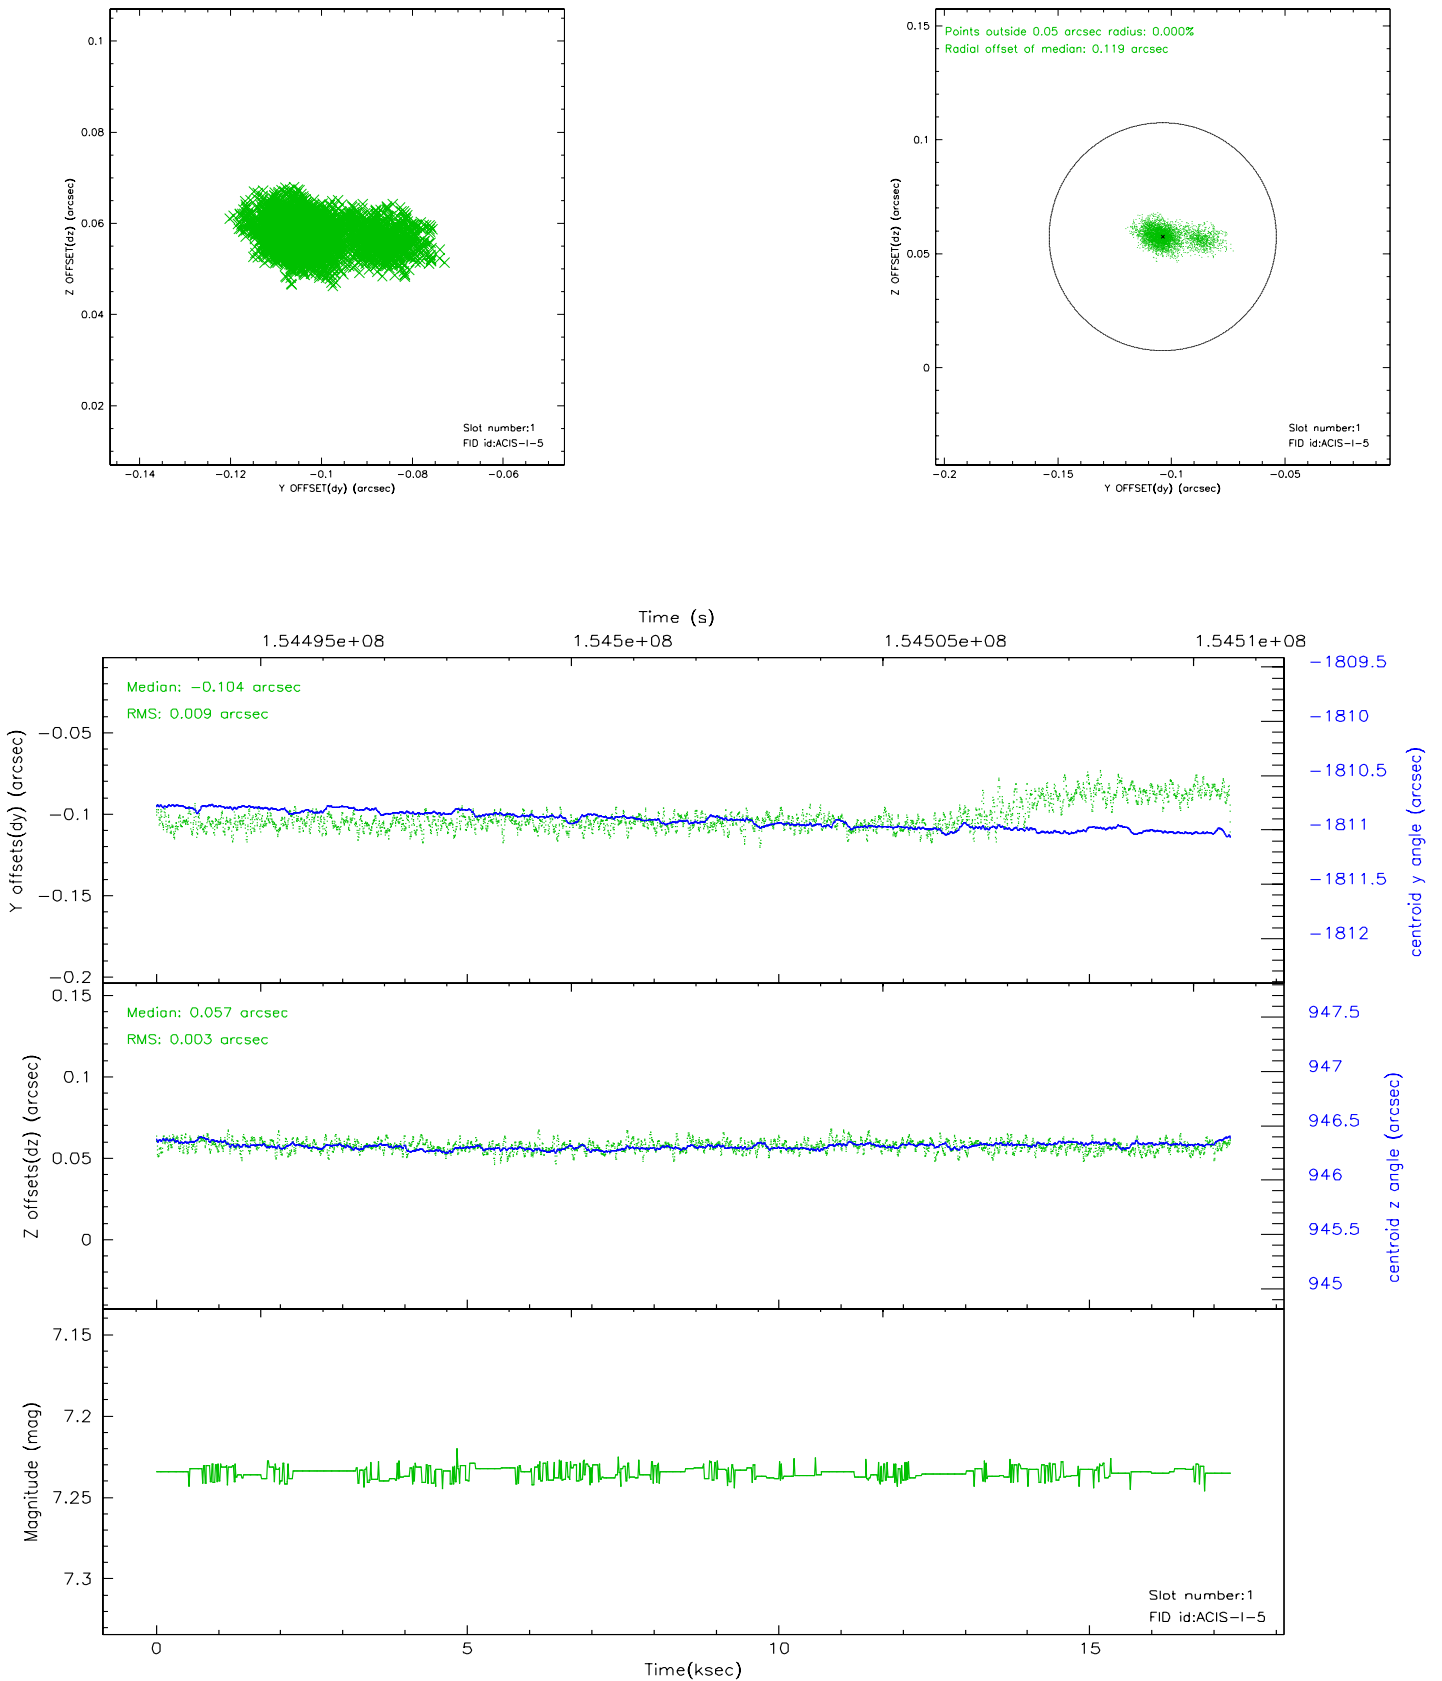 0.1
0.08
0.06
0.04
0.02
Z OFFSET(dz) (arcsec)
Slot number:1
FID id:ACIS-I-5
-0.14
-0.12
-0.1
-0.08
-0.06
Y OFFSET(dy) (arcsec)
Points outside 0.05 arcsec radius: 0.000%
Radial offset of median: 0.119 arcsec
0.15
0.1
0.05
0
Z OFFSET(dz) (arcsec)
Slot number:1
FID id:ACIS-I-5
-0.2
-0.15
-0.1
-0.05
Y OFFSET(dy) (arcsec)
Time (s)
1.54495e+08
1.545e+08
1.54505e+08
1.5451e+08
Median: -0.104 arcsec
RMS: 0.009 arcsec
-0.05
-0.1
-0.15
-0.2
Y offsets(dy) (arcsec)
-1809.5
-1810
-1810.5
-1811
-1811.5
-1812
centroid y angle (arcsec)
Median: 0.057 arcsec
RMS: 0.003 arcsec
0.15
0.1
0.05
0
Z offsets(dz) (arcsec)
947.5
947
946.5
946
945.5
945
centroid z angle (arcsec)
7.15
7.2
7.25
7.3
Magnitude (mag)
Slot number:1
FID id:ACIS-I-5
0
5
10
15
Time(ksec)